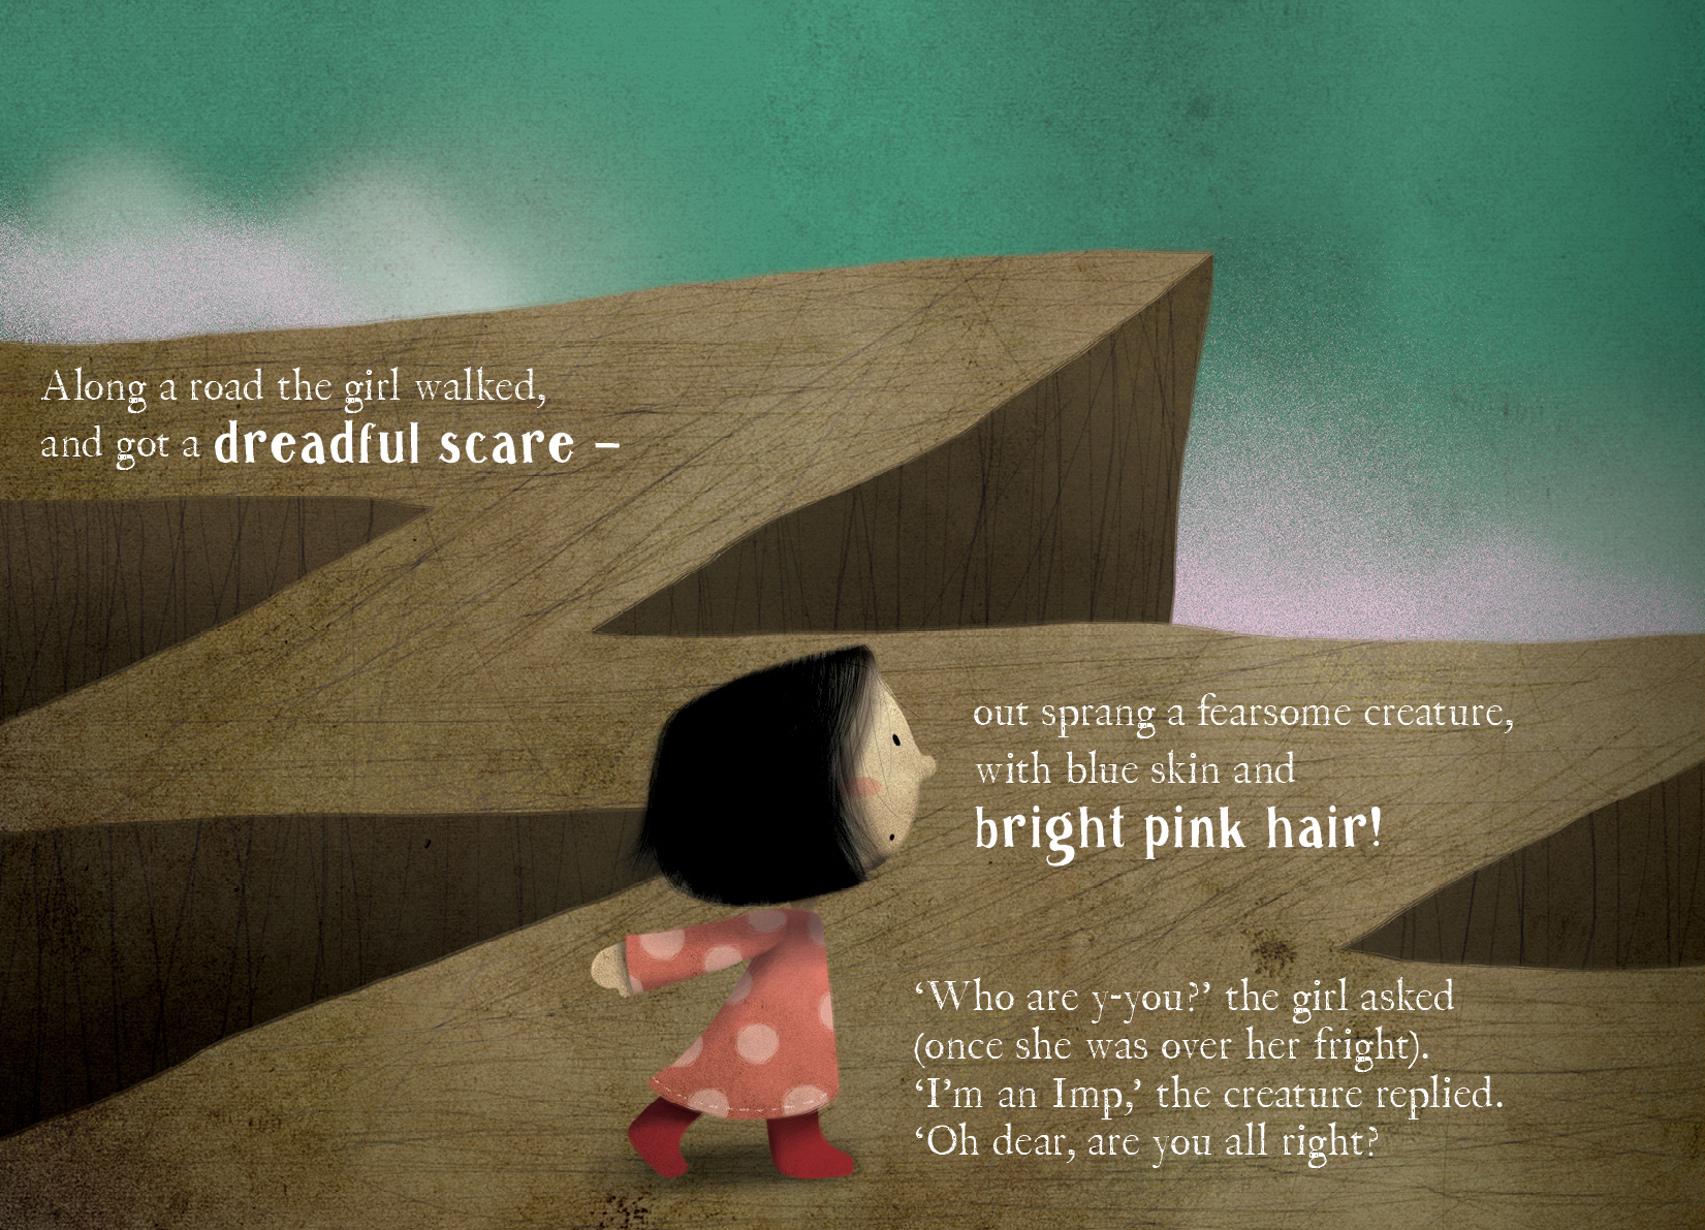 Along a road the girl walked,
and got a dreadful scare –
out sprang a fearsome creature,
with blue skin and
bright pink hair!
‘Who are y-you?’ the girl asked
(once she was over her fright).
‘I’m an Imp,’ the creature replied.
‘Oh dear, are you all right?